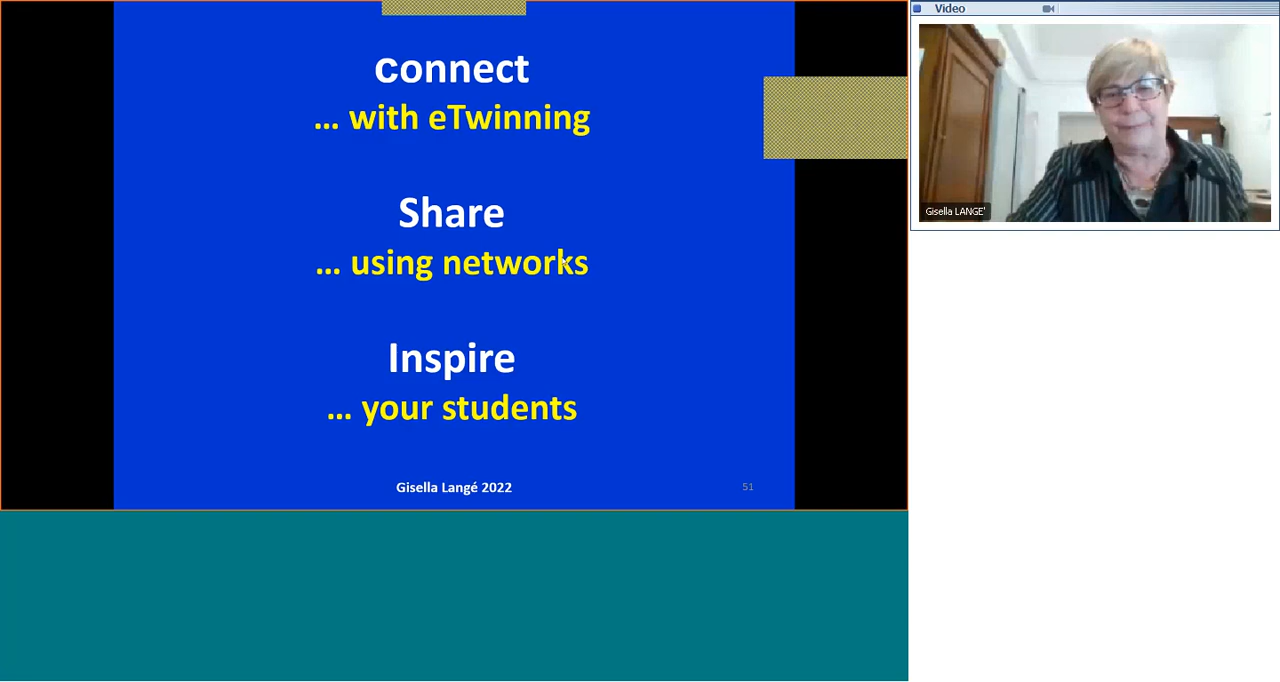 connect
... with eTwinning
Share
... using networks
Inspire
... your students
Gisella Langé 2022
51
Video
Gisella LANGE'